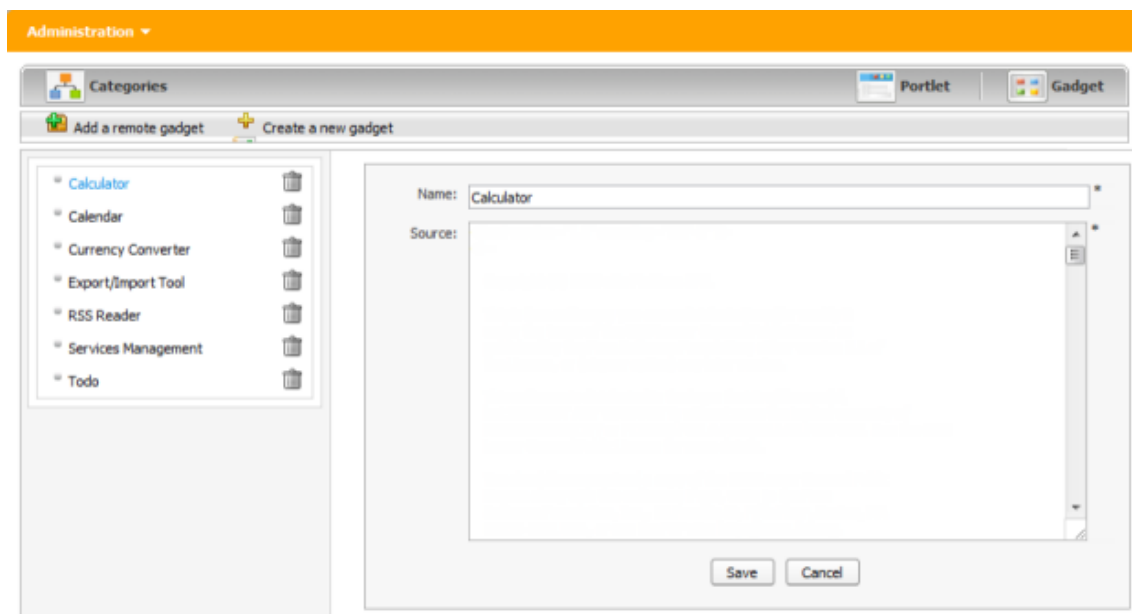 Administration
Categories Portlet Gadget
Add a remote gadget Create a new gadget
Calculator
Calendar
Currency Converter
Export/Import Tool
RSS Reader
Services Management
Todo
Name: Calculator *
Source: *
Save Cancel